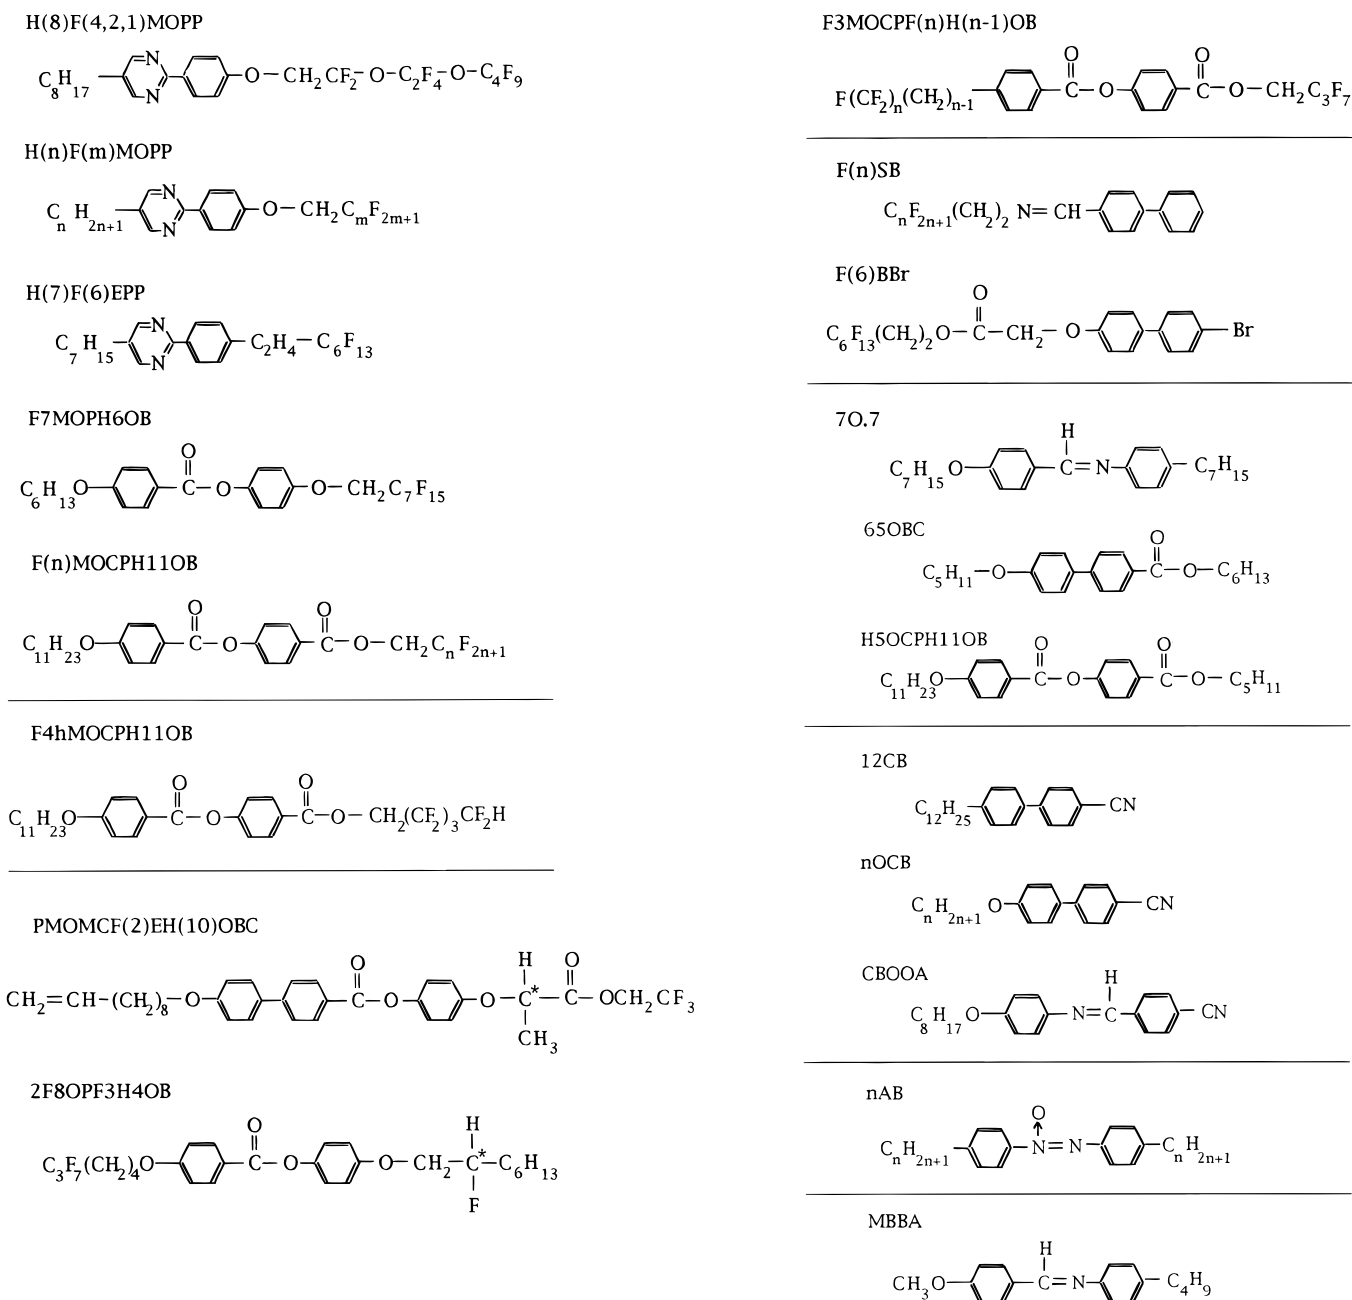 H(8)F(4,2,1)MOPP
C8H17 N N O–CH2CF2–O–C2F4–O–C4F9
H(n)F(m)MOPP
CnH2n+1 N N O–CH2CmF2m+1
H(7)F(6)EPP
C7H15 N N C2H4–C6F13
F7MOPH6OB
O
C6H13O C–O O–CH2C7F15
F(n)MOCPH11OB
O O
C11H23O C–O C–O–CH2CnF2n+1
F4hMOCPH11OB
O O
C11H23O C–O C–O–CH2(CF2)3CF2H
PMOMCF(2)EH(10)OBC
O H O
CH2=CH–(CH2)8–O C–O O–C*–C–OCH2CF3
CH3
2F8OPF3H4OB
O H
C3F7(CH2)4O C–O O–CH2–C*–C6H13
F
F3MOCPF(n)H(n-1)OB
O O
F(CF2)n(CH2)n-1 C–O C–O–CH2C3F7
F(n)SB
CnF2n+1(CH2)2 N=CH
F(6)BBr
O
C6F13(CH2)2O–C–CH2–O Br
7O.7
H
C7H15O C=N C7H15
65OBC
O
C5H11–O C–O–C6H13
H5OCPH11OB
O O
C11H23O C–O C–O–C5H11
12CB
C12H25 CN
nOCB
CnH2n+1 O CN
CBOOA
H
C8H17O N=C CN
nAB
O
CnH2n+1 N=N CnH2n+1
MBBA
H
CH3O C=N C4H9